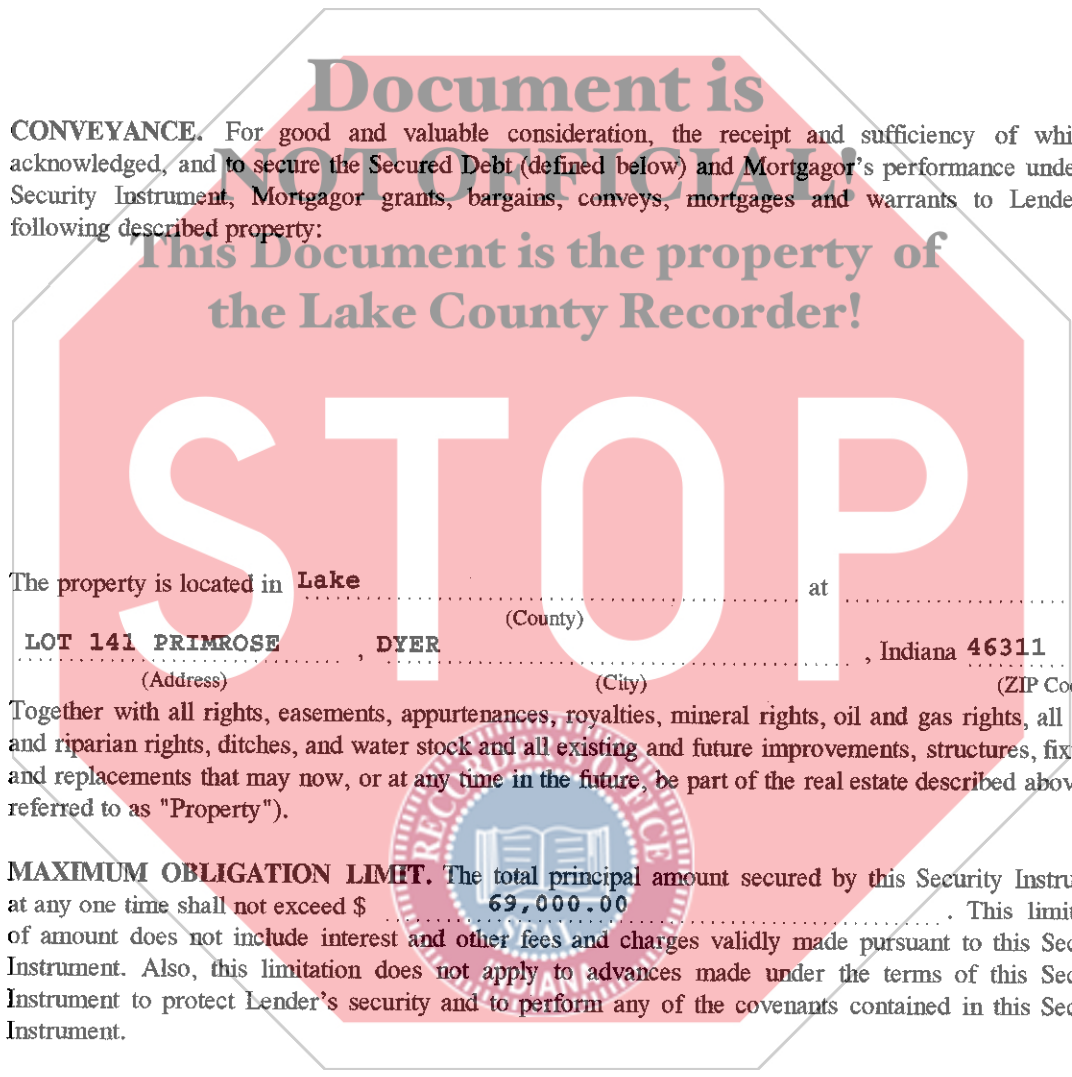 Document is
CONVEYANCE. For good and valuable consideration, the receipt and sufficiency of whi
NOT OFFICIAL!
acknowledged, and to secure the Secured Debt (defined below) and Mortgagor's performance unde
Security Instrument, Mortgagor grants, bargains, conveys, mortgages and warrants to Lende
following described property:
This Document is the property of
the Lake County Recorder!
STOP
The property is located in Lake at
(County)
LOT 141 PRIMROSE , DYER , Indiana 46311
(Address) (City) (ZIP Co
Together with all rights, easements, appurtenances, royalties, mineral rights, oil and gas rights, all
and riparian rights, ditches, and water stock and all existing and future improvements, structures, fix
and replacements that may now, or at any time in the future, be part of the real estate described abov
referred to as "Property").
RECORDER'S OFFICE
MAXIMUM OBLIGATION LIMIT. The total principal amount secured by this Security Instru
at any one time shall not exceed $ 69,000.00 . This limit
of amount does not include interest and other fees and charges validly made pursuant to this Sec
SEAL
Instrument. Also, this limitation does not apply to advances made under the terms of this Sec
INDIANA
Instrument to protect Lender's security and to perform any of the covenants contained in this Sec
Instrument.